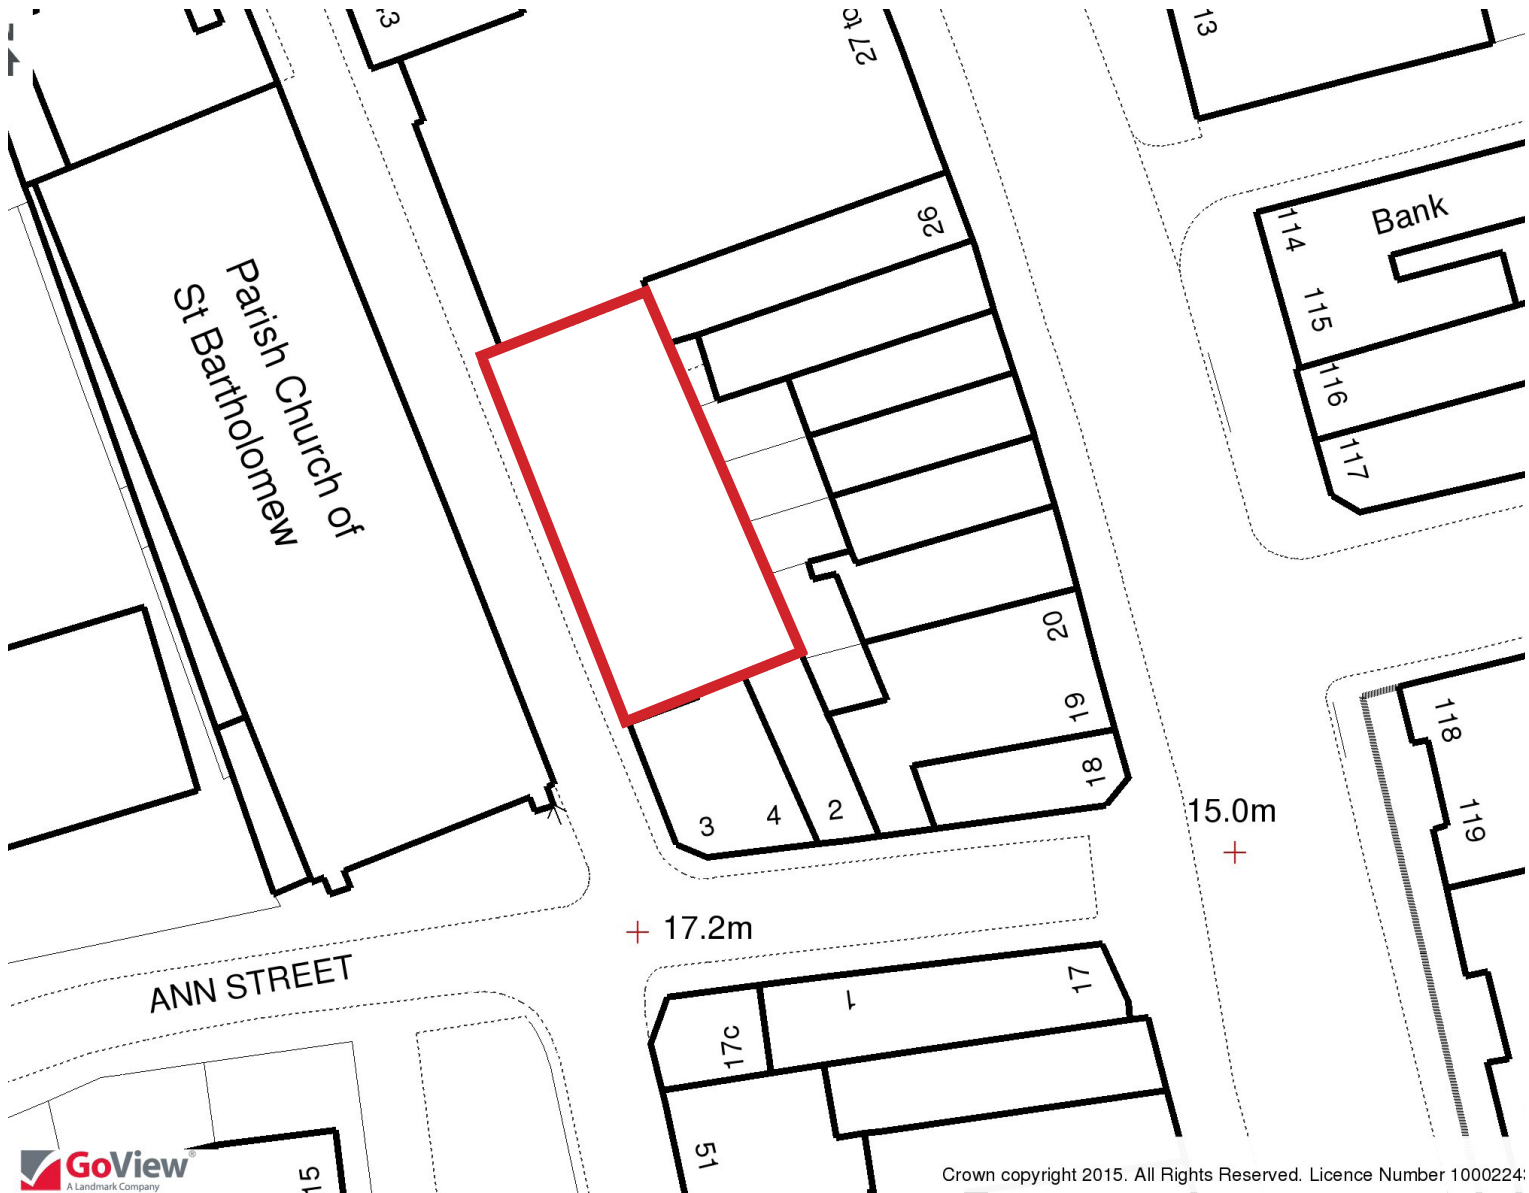 27 to
13
26
Bank
114
115
116
117
Parish Church of
St Bartholomew
20
19
18
118
119
15.0m
3
4
2
17.2m
ANN STREET
17
1
17c
51
15
GoView®
A Landmark Company
Crown copyright 2015. All Rights Reserved. Licence Number 10002243